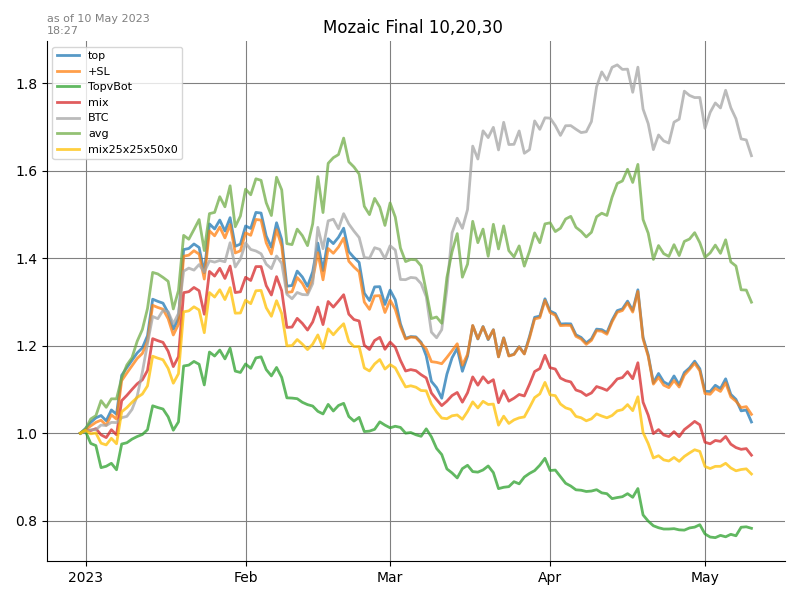 as of 10 May 2023
18:27
Mozaic Final 10,20,30
top
+SL
TopvBot
mix
BTC
avg
mix25x25x50x0
1.8
1.6
1.4
1.2
1.0
0.8
2023 Feb Mar Apr May